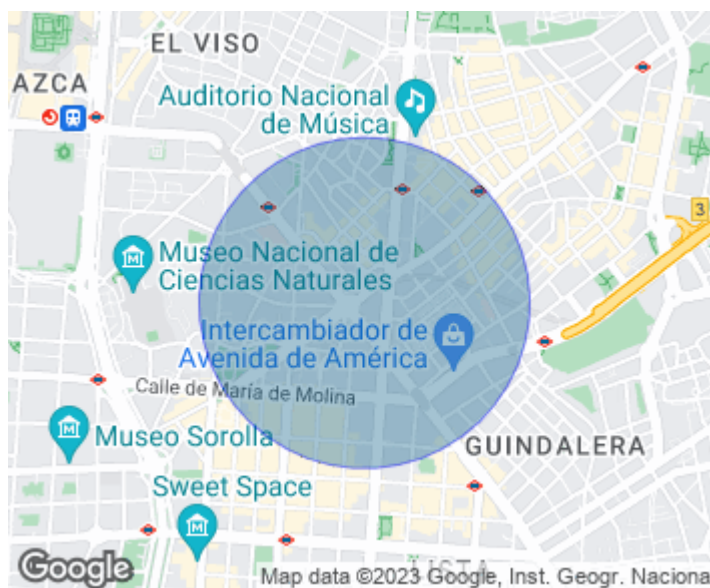 EL VISO
AZCA
Auditorio Nacional
de Música
3
Museo Nacional de
Ciencias Naturales
Intercambiador de
Avenida de América
Calle de María de Molina
Museo Sorolla
GUINDALERA
Sweet Space
LISTA
Google
Map data ©2023 Google, Inst. Geogr. Naciona